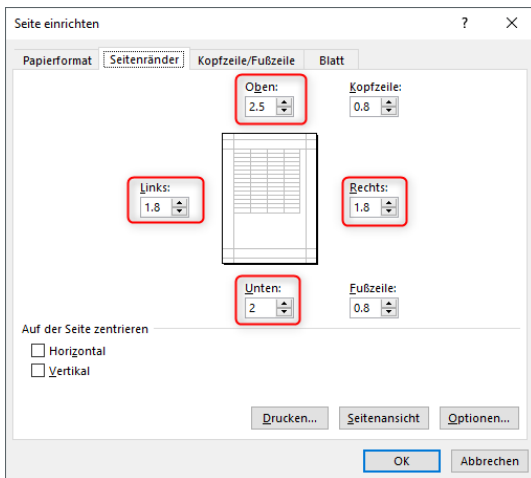 Seite einrichten ? ×
Papierformat Seitenränder Kopfzeile/Fußzeile Blatt
Oben: Kopfzeile:
2.5 0.8
Links: Rechts:
1.8 1.8
Unten: Fußzeile:
2 0.8
Auf der Seite zentrieren
Horizontal
Vertikal
Drucken... Seitenansicht Optionen...
OK Abbrechen